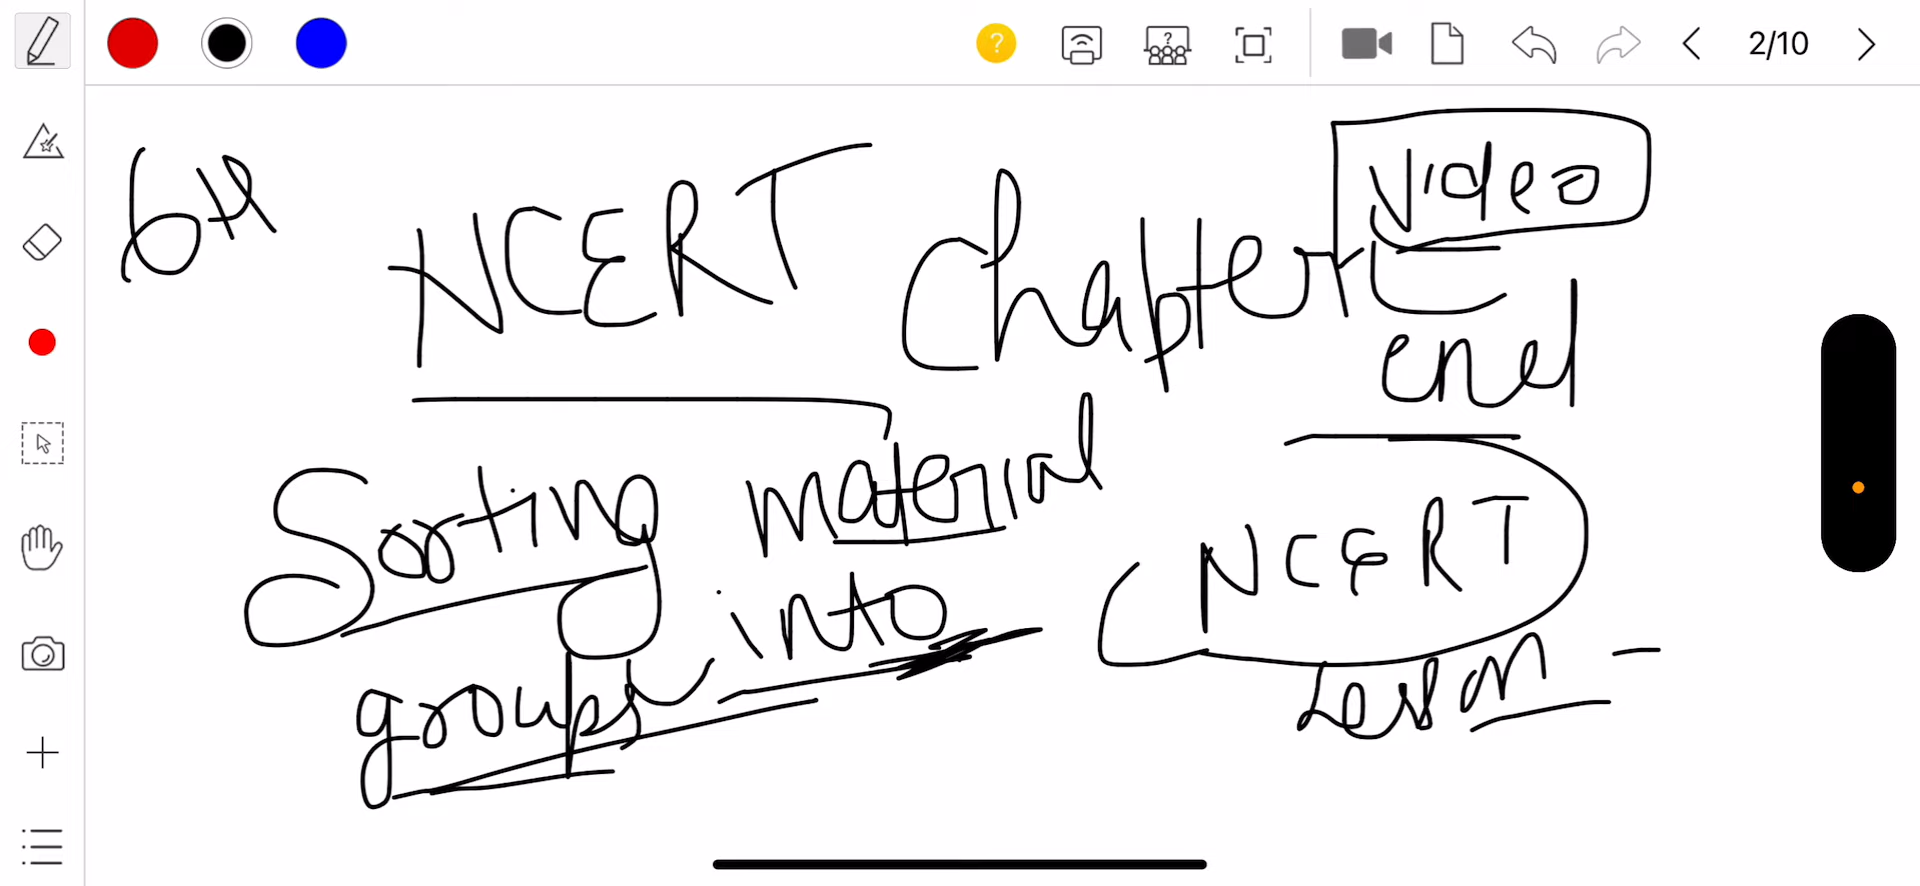 2/10
6th NCERT Chapter Video
end
Sorting material
into
groups
NCERT
Lesson -